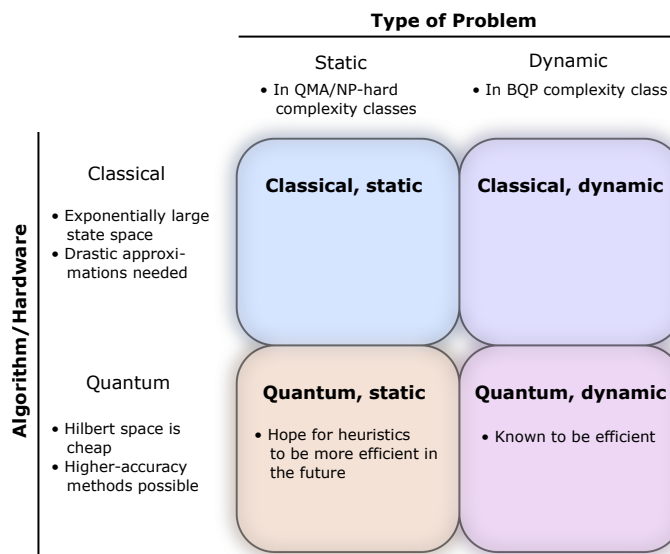 Type of Problem
Static
• In QMA/NP-hard
complexity classes
Dynamic
• In BQP complexity class
Algorithm/Hardware
Classical
• Exponentially large
state space
• Drastic approxi-
mations needed
Classical, static
Classical, dynamic
Quantum
• Hilbert space is
cheap
• Higher-accuracy
methods possible
Quantum, static
• Hope for heuristics
to be more efficient in
the future
Quantum, dynamic
• Known to be efficient